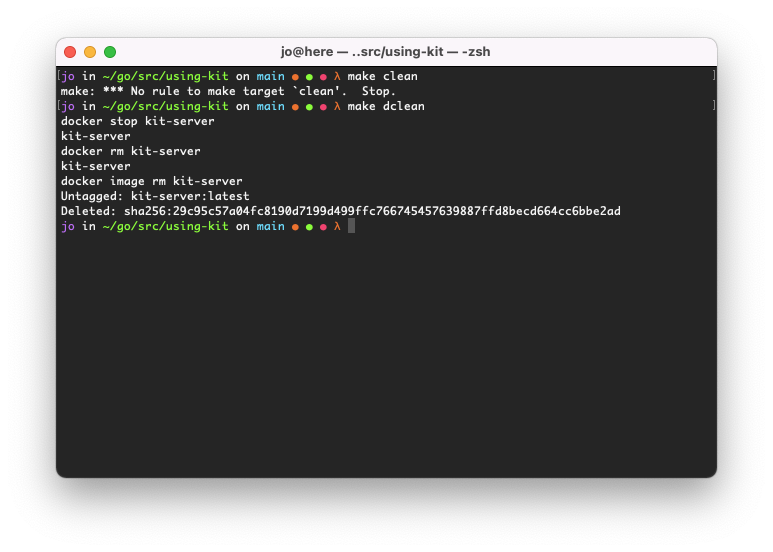 jo@here — ..src/using-kit — -zsh
[jo in ~/go/src/using-kit on main ● ● ● λ make clean ]
make: *** No rule to make target `clean'.  Stop.
[jo in ~/go/src/using-kit on main ● ● ● λ make dclean ]
docker stop kit-server
kit-server
docker rm kit-server
kit-server
docker image rm kit-server
Untagged: kit-server:latest
Deleted: sha256:29c95c57a04fc8190d7199d499ffc766745457639887ffd8becd664cc6bbe2ad
jo in ~/go/src/using-kit on main ● ● ● λ